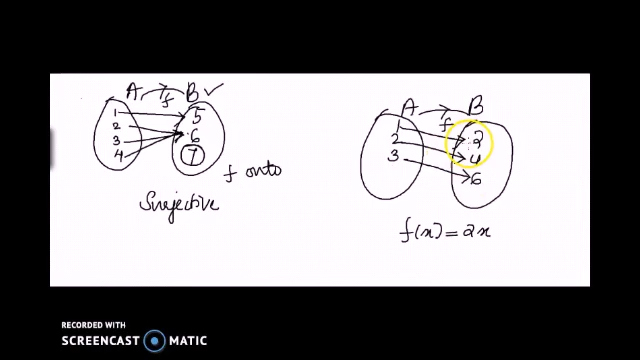 A f B ✓
1 5
2 6
3 7
4
f onto
Surjective
A f B
1 2
2 4
3 6
f(x) = 2x
RECORDED WITH
SCREENCAST MATIC